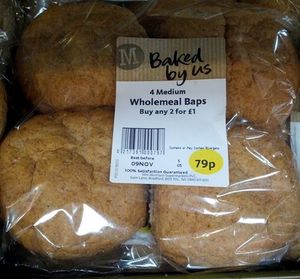 M
Baked
by us
4 Medium
Wholemeal Baps
Buy any 2 for £1
Best before
09NOV
79p
100% Satisfaction Guaranteed